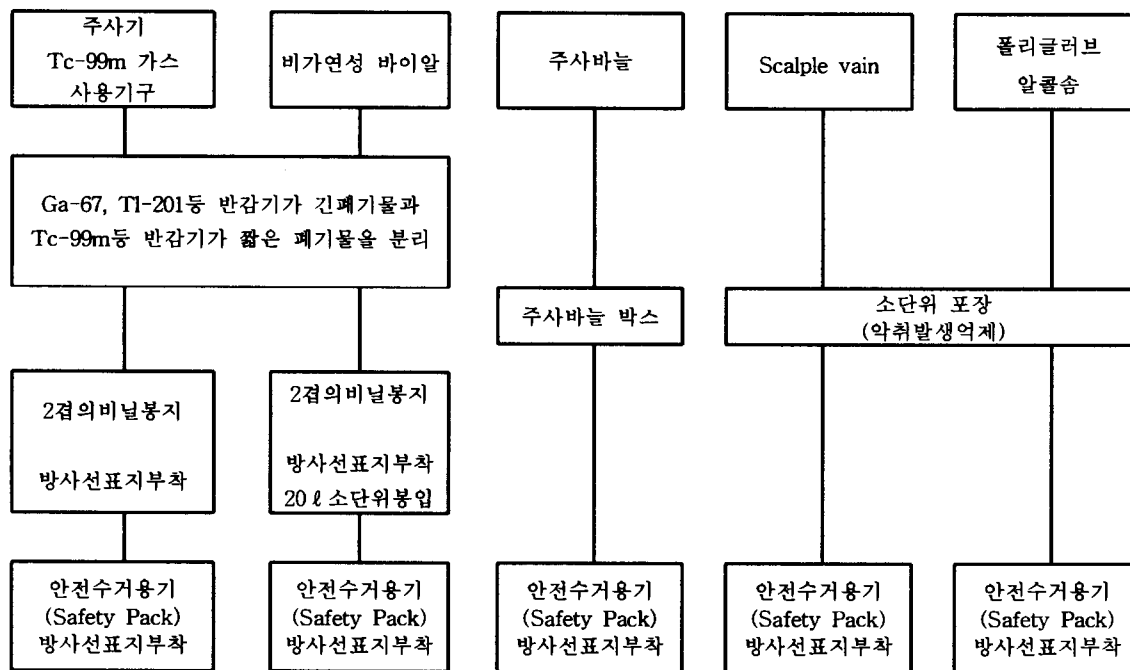 주사기
Tc-99m 가스
사용기구
비가연성 바이알
주사바늘
Scalple vain
폴리글러브
알콜솜
Ga-67, Tl-201등 반감기가 긴폐기물과
Tc-99m등 반감기가 짧은 폐기물을 분리
주사바늘 박스
소단위 포장
(악취발생억제)
2겹의비닐봉지
방사선표지부착
2겹의비닐봉지
방사선표지부착
20ℓ소단위봉입
안전수거용기
(Safety Pack)
방사선표지부착
안전수거용기
(Safety Pack)
방사선표지부착
안전수거용기
(Safety Pack)
방사선표지부착
안전수거용기
(Safety Pack)
방사선표지부착
안전수거용기
(Safety Pack)
방사선표지부착